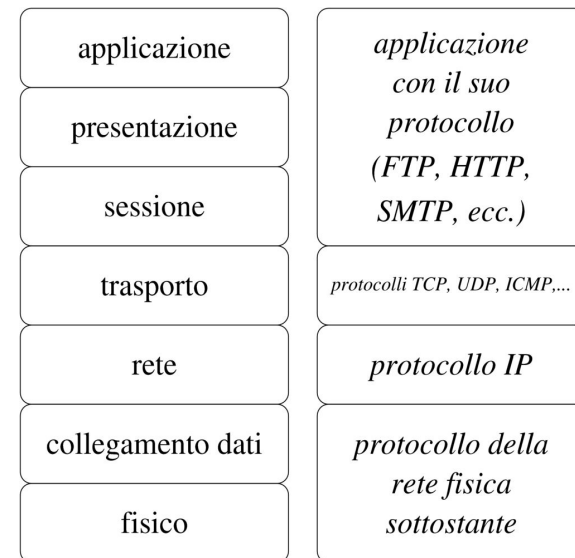 applicazione
presentazione
sessione
trasporto
rete
collegamento dati
fisico
applicazione
con il suo
protocollo
(FTP, HTTP,
SMTP, ecc.)
protocolli TCP, UDP, ICMP,...
protocollo IP
protocollo della
rete fisica
sottostante